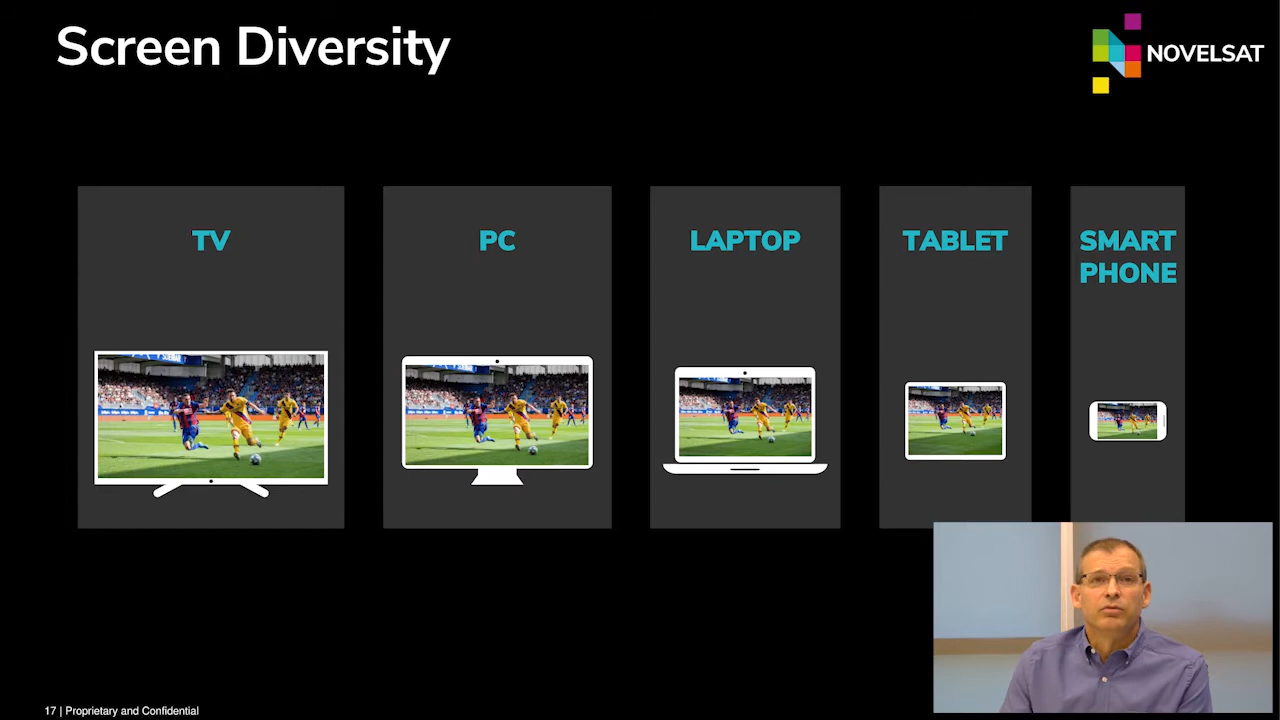 Screen Diversity
NOVELSAT
TV
PC
LAPTOP
TABLET
SMART
PHONE
17 | Proprietary and Confidential